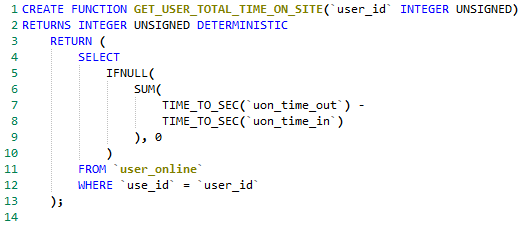 1 CREATE FUNCTION GET_USER_TOTAL_TIME_ON_SITE(`user_id` INTEGER UNSIGNED)
2 RETURNS INTEGER UNSIGNED DETERMINISTIC
3     RETURN (
4         SELECT
5             IFNULL(
6                 SUM(
7                     TIME_TO_SEC(`uon_time_out`) -
8                     TIME_TO_SEC(`uon_time_in`)
9                 ), 0
10             )
11         FROM `user_online`
12         WHERE `use_id` = `user_id`
13     );
14